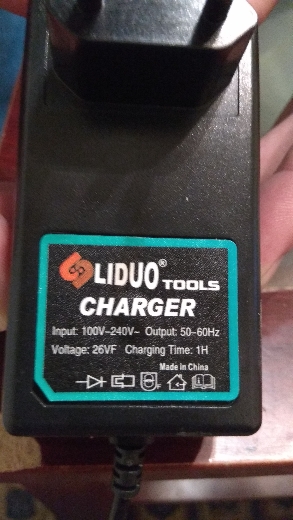 LIDUO® TOOLS
CHARGER
Input: 100V~240V~ Output: 50-60Hz
Voltage: 26VF Charging Time: 1H
Made in China